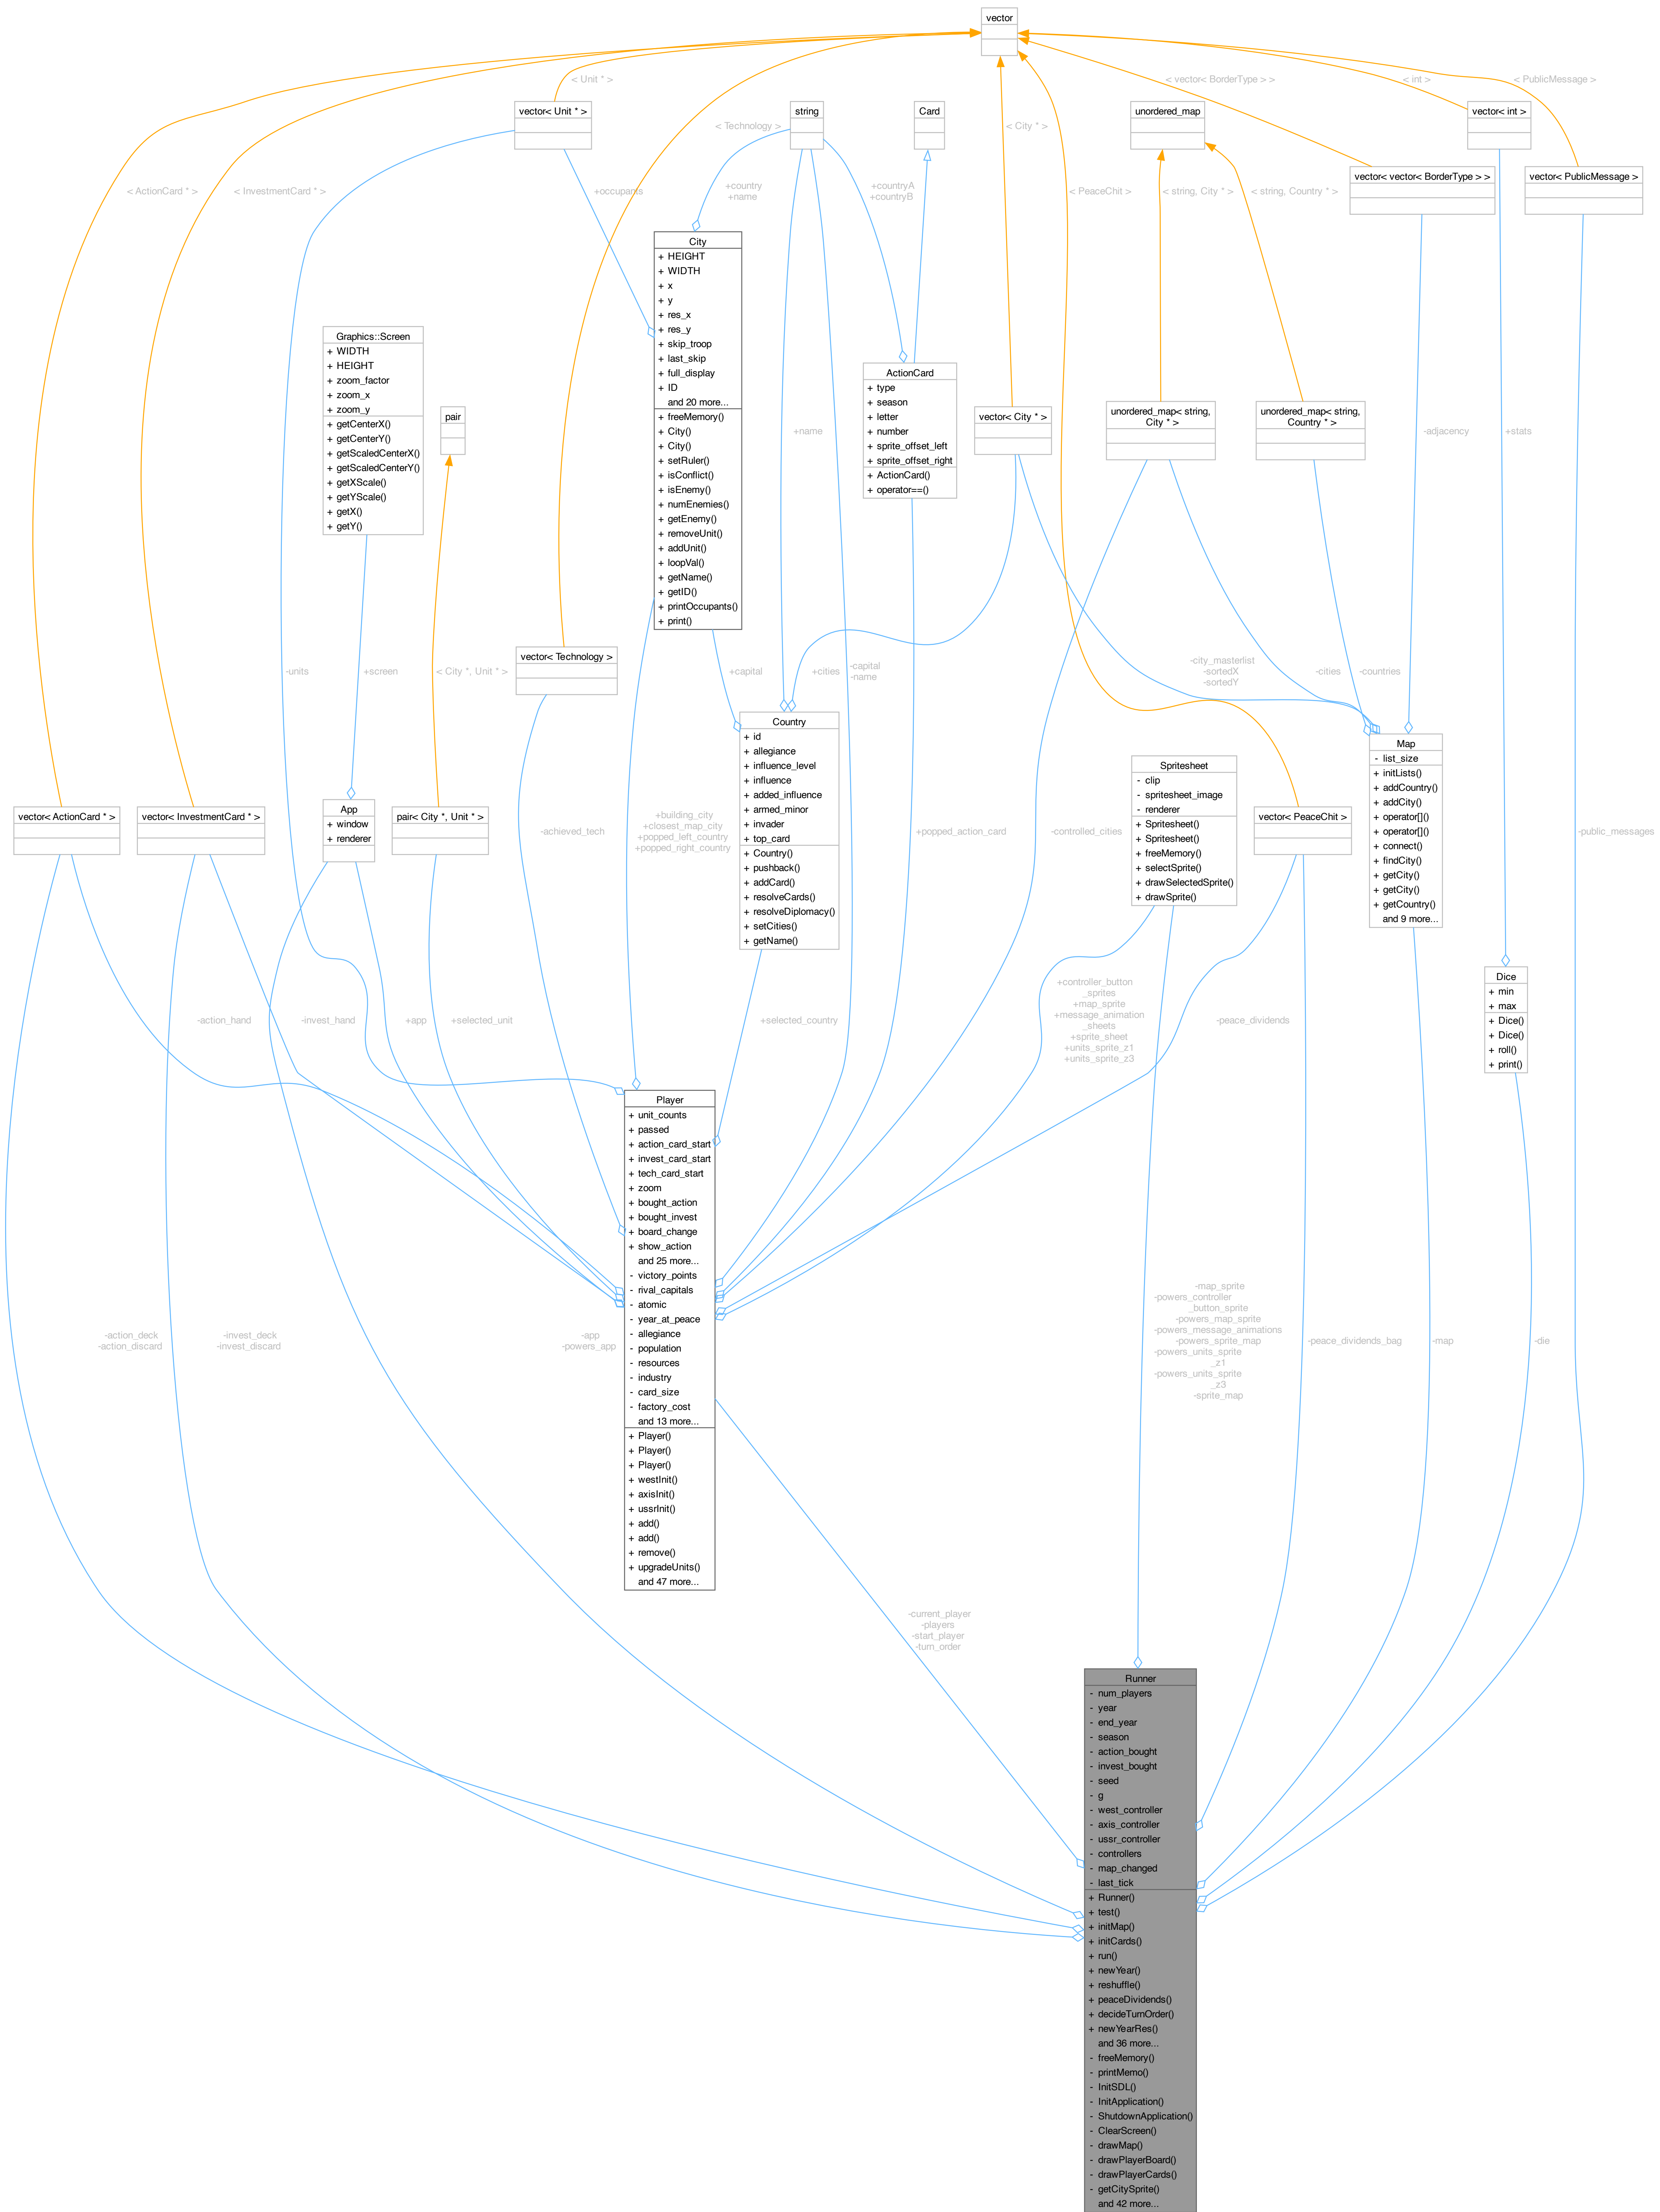 vector
< Unit * >
< vector< BorderType > >
< int >
< PublicMessage >
vector< Unit * >
string
Card
unordered_map
vector< int >
< Technology >
< City * >
vector< vector< BorderType > >
vector< PublicMessage >
< ActionCard * >
< InvestmentCard * >
+occupants
+country
+name
+countryA
+countryB
< PeaceChit >
< string, City * >
< string, Country * >
City
+ HEIGHT
+ WIDTH
+ x
+ y
+ res_x
+ res_y
+ skip_troop
+ last_skip
+ full_display
+ ID
and 20 more...
+ freeMemory()
+ City()
+ City()
+ setRuler()
+ isConflict()
+ isEnemy()
+ numEnemies()
+ getEnemy()
+ removeUnit()
+ addUnit()
+ loopVal()
+ getName()
+ getID()
+ printOccupants()
+ print()
Graphics::Screen
+ WIDTH
+ HEIGHT
+ zoom_factor
+ zoom_x
+ zoom_y
+ getCenterX()
+ getCenterY()
+ getScaledCenterX()
+ getScaledCenterY()
+ getXScale()
+ getYScale()
+ getX()
+ getY()
pair
ActionCard
+ type
+ season
+ letter
+ number
+ sprite_offset_left
+ sprite_offset_right
+ ActionCard()
+ operator==()
vector< City * >
unordered_map< string,
City * >
unordered_map< string,
Country * >
+name
-adjacency
+stats
vector< Technology >
-units
+screen
< City *, Unit * >
+capital
+cities
-capital
-name
-city_masterlist
-sortedX
-sortedY
-cities
-countries
Country
+ id
+ allegiance
+ influence_level
+ influence
+ added_influence
+ armed_minor
+ invader
+ top_card
+ Country()
+ pushback()
+ addCard()
+ resolveCards()
+ resolveDiplomacy()
+ setCities()
+ getName()
Spritesheet
- clip
- spritesheet_image
- renderer
+ Spritesheet()
+ Spritesheet()
+ freeMemory()
+ selectSprite()
+ drawSelectedSprite()
+ drawSprite()
Map
- list_size
+ initLists()
+ addCountry()
+ addCity()
+ operator[]()
+ operator[]()
+ connect()
+ findCity()
+ getCity()
+ getCity()
+ getCountry()
and 9 more...
vector< ActionCard * >
vector< InvestmentCard * >
App
+ window
+ renderer
pair< City *, Unit * >
vector< PeaceChit >
-achieved_tech
+building_city
+closest_map_city
+popped_left_country
+popped_right_country
+popped_action_card
-controlled_cities
-public_messages
Dice
+ min
+ max
+ Dice()
+ Dice()
+ roll()
+ print()
-action_hand
-invest_hand
+app
+selected_unit
+selected_country
+controller_button
_sprites
+map_sprite
+message_animation
_sheets
+sprite_sheet
+units_sprite_z1
+units_sprite_z3
-peace_dividends
Player
+ unit_counts
+ passed
+ action_card_start
+ invest_card_start
+ tech_card_start
+ zoom
+ bought_action
+ bought_invest
+ board_change
+ show_action
and 25 more...
- victory_points
- rival_capitals
- atomic
- year_at_peace
- allegiance
- population
- resources
- industry
- card_size
- factory_cost
and 13 more...
+ Player()
+ Player()
+ Player()
+ westInit()
+ axisInit()
+ ussrInit()
+ add()
+ add()
+ remove()
+ upgradeUnits()
and 47 more...
-action_deck
-action_discard
-invest_deck
-invest_discard
-app
-powers_app
-map_sprite
-powers_controller
_button_sprite
-powers_map_sprite
-powers_message_animations
-powers_sprite_map
-powers_units_sprite
_z1
-powers_units_sprite
_z3
-sprite_map
-peace_dividends_bag
-map
-die
-current_player
-players
-start_player
-turn_order
Runner
- num_players
- year
- end_year
- season
- action_bought
- invest_bought
- seed
- g
- west_controller
- axis_controller
- ussr_controller
- controllers
- map_changed
- last_tick
+ Runner()
+ test()
+ initMap()
+ initCards()
+ run()
+ newYear()
+ reshuffle()
+ peaceDividends()
+ decideTurnOrder()
+ newYearRes()
and 36 more...
- freeMemory()
- printMemo()
- InitSDL()
- InitApplication()
- ShutdownApplication()
- ClearScreen()
- drawMap()
- drawPlayerBoard()
- drawPlayerCards()
- getCitySprite()
and 42 more...